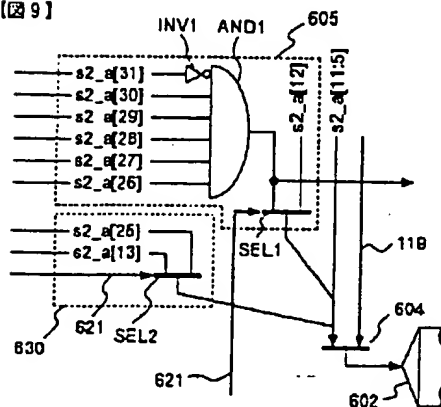 【図9】
INV1
AND1
605
s2_a[31]
s2_a[30]
s2_a[29]
s2_a[28]
s2_a[27]
s2_a[26]
s2_a[12]
s2_a[11:5]
SEL1
119
s2_a[25]
s2_a[13]
621
SEL2
630
621
604
602